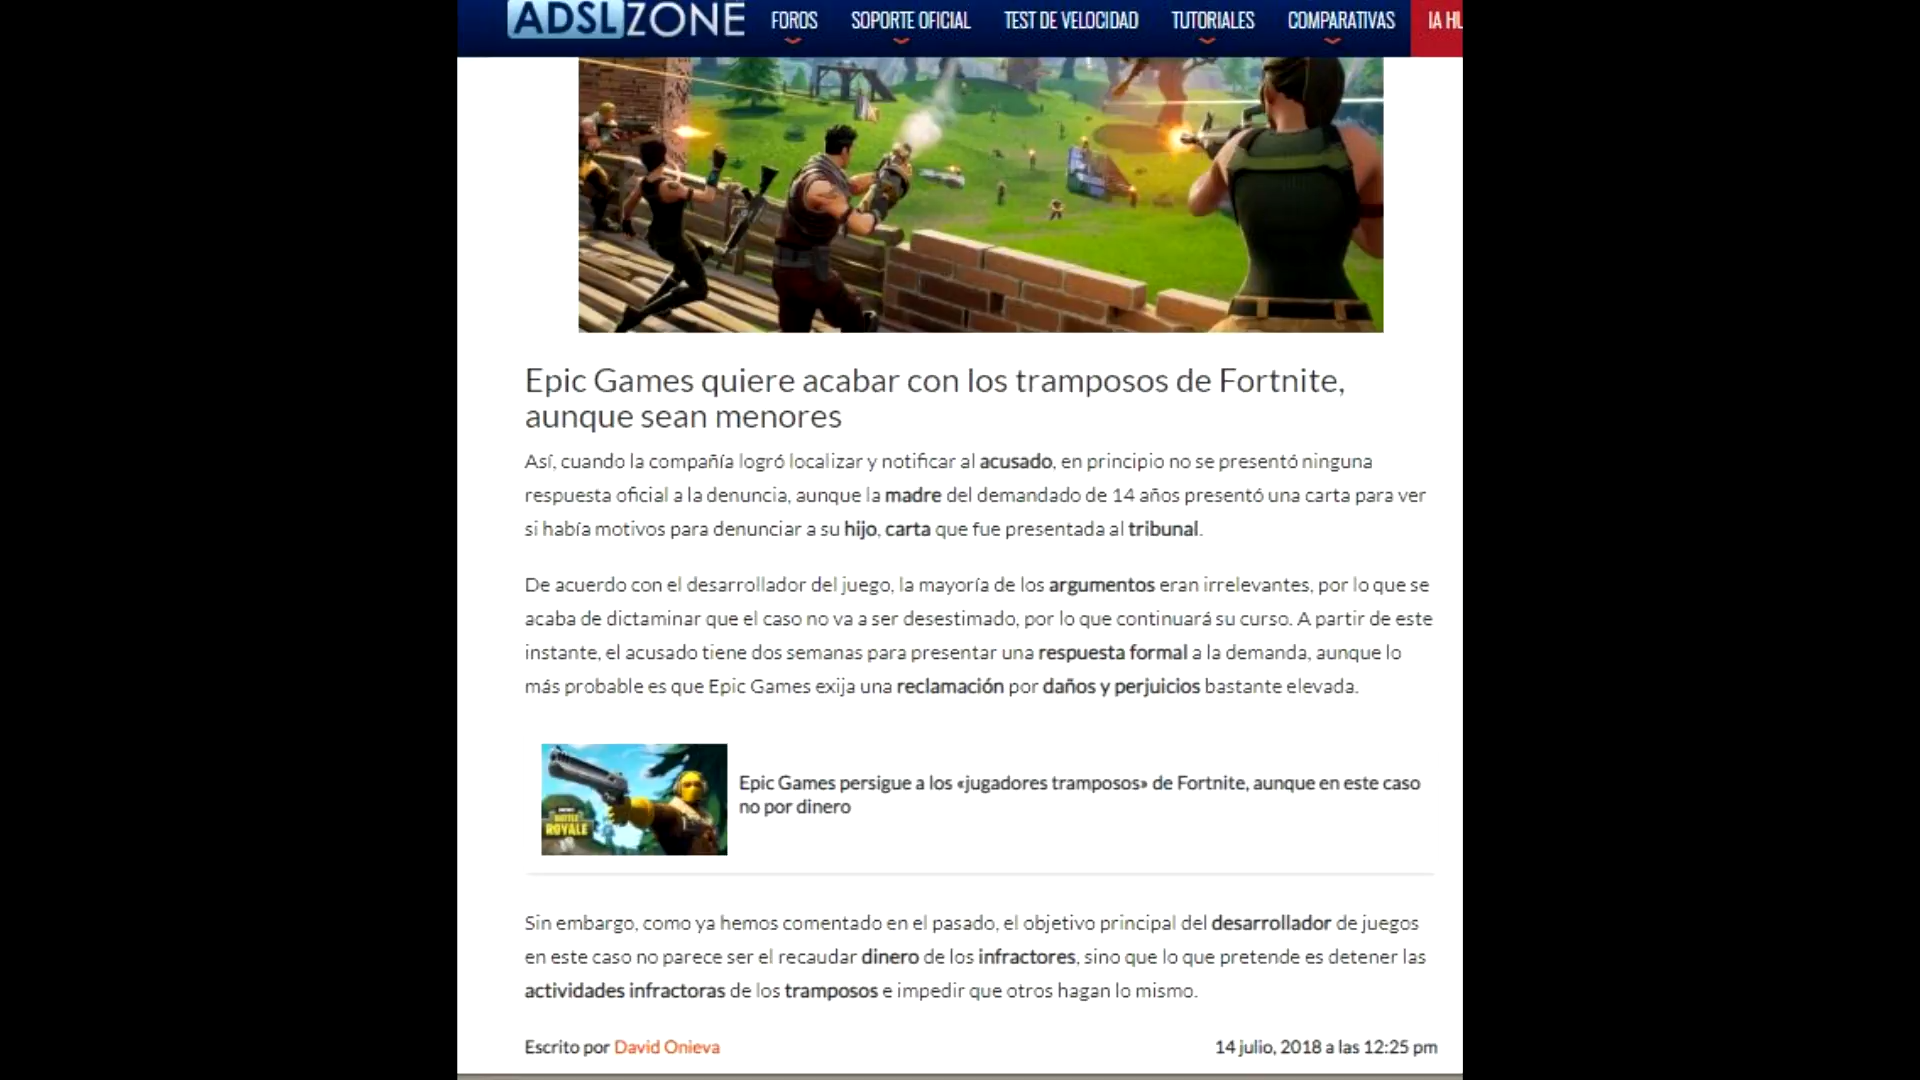 ADSLZONE FOROS SOPORTE OFICIAL TEST DE VELOCIDAD TUTORIALES COMPARATIVAS IA HU
Epic Games quiere acabar con los tramposos de Fortnite,
aunque sean menores
Así, cuando la compañía logró localizar y notificar al acusado, en principio no se presentó ninguna
respuesta oficial a la denuncia, aunque la madre del demandado de 14 años presentó una carta para ver
si había motivos para denunciar a su hijo, carta que fue presentada al tribunal.
De acuerdo con el desarrollador del juego, la mayoría de los argumentos eran irrelevantes, por lo que se
acaba de dictaminar que el caso no va a ser desestimado, por lo que continuará su curso. A partir de este
instante, el acusado tiene dos semanas para presentar una respuesta formal a la demanda, aunque lo
más probable es que Epic Games exija una reclamación por daños y perjuicios bastante elevada.
BATTLE
ROYALE
Epic Games persigue a los «jugadores tramposos» de Fortnite, aunque en este caso
no por dinero
Sin embargo, como ya hemos comentado en el pasado, el objetivo principal del desarrollador de juegos
en este caso no parece ser el recaudar dinero de los infractores, sino que lo que pretende es detener las
actividades infractoras de los tramposos e impedir que otros hagan lo mismo.
Escrito por David Onieva 14 julio, 2018 a las 12:25 pm